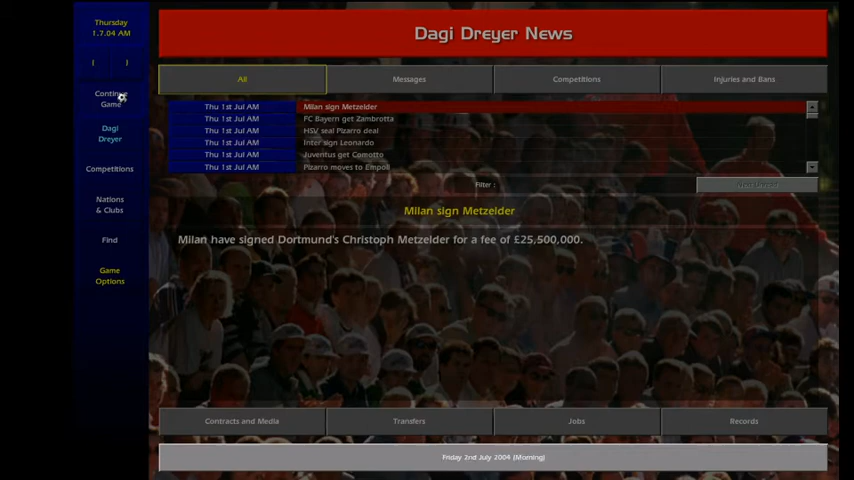 Thursday
1.7.04 AM
Continue
Game
Dagi
Dreyer
Competitions
Nations
& Clubs
Find
Game
Options
Dagi Dreyer News
All
Messages
Competitions
Injuries and Bans
Thu 1st Jul AM Milan sign Metzelder
Thu 1st Jul AM FC Bayern get Zambrotta
Thu 1st Jul AM HSV seal Pizarro deal
Thu 1st Jul AM Inter sign Leonardo
Thu 1st Jul AM Juventus get Comotto
Thu 1st Jul AM Pizarro moves to Empoli
Filter :
Next Unread
Milan sign Metzelder
Milan have signed Dortmund's Christoph Metzelder for a fee of £25,500,000.
Contracts and Media
Transfers
Jobs
Records
Friday 2nd July 2004 (Morning)